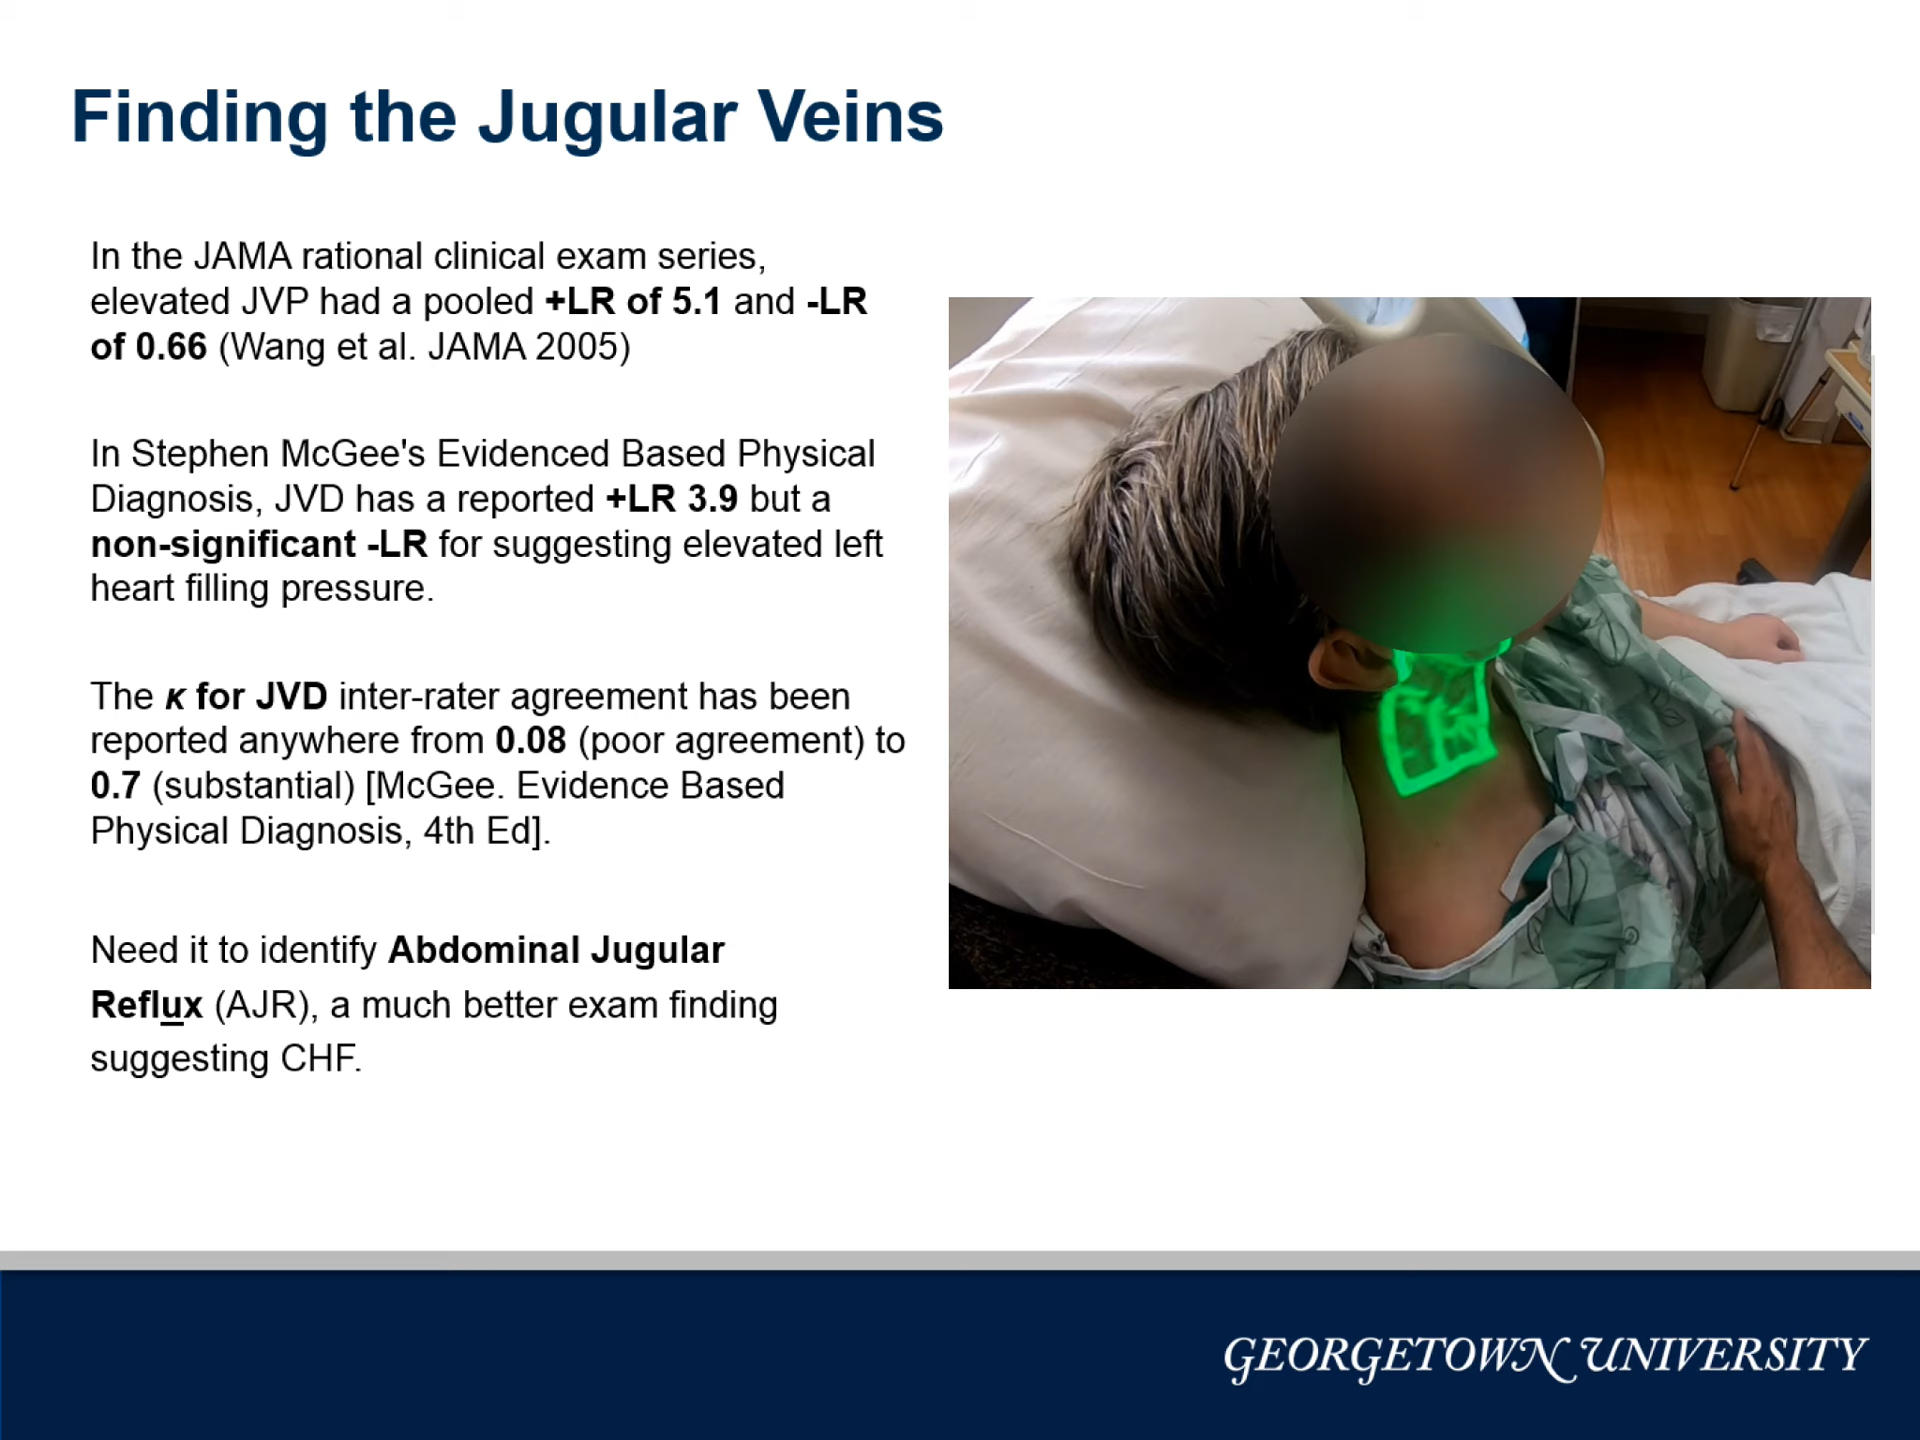 Finding the Jugular Veins
In the JAMA rational clinical exam series,
elevated JVP had a pooled +LR of 5.1 and -LR
of 0.66 (Wang et al. JAMA 2005)
In Stephen McGee's Evidenced Based Physical
Diagnosis, JVD has a reported +LR 3.9 but a
non-significant -LR for suggesting elevated left
heart filling pressure.
The κ for JVD inter-rater agreement has been
reported anywhere from 0.08 (poor agreement) to
0.7 (substantial) [McGee. Evidence Based
Physical Diagnosis, 4th Ed].
Need it to identify Abdominal Jugular
Reflux (AJR), a much better exam finding
suggesting CHF.
GEORGETOWN UNIVERSITY